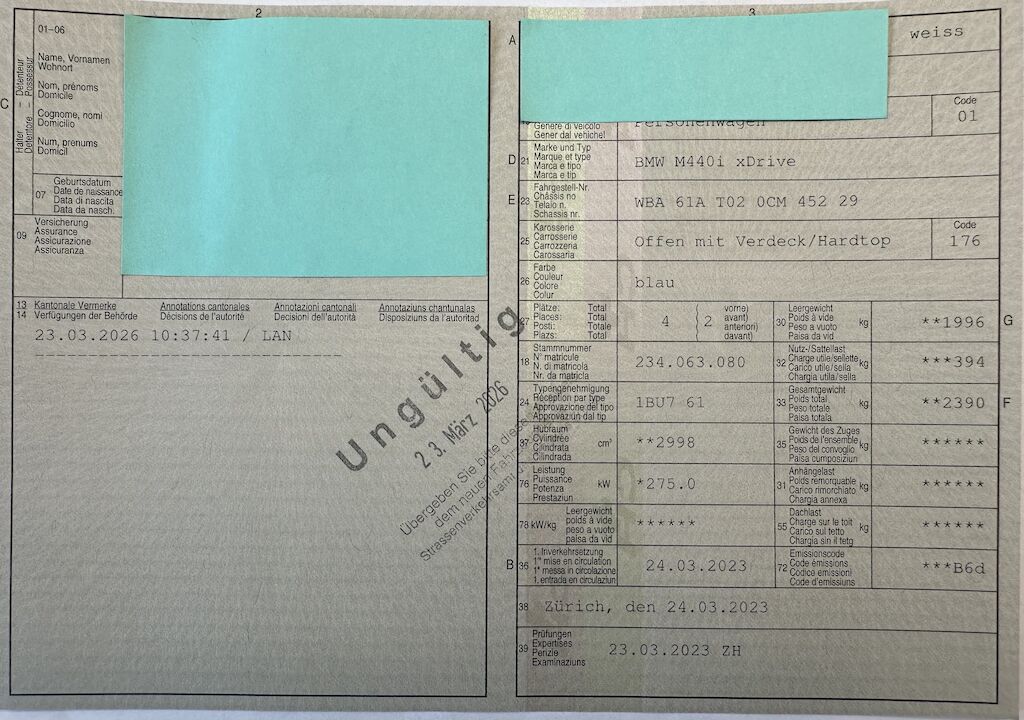 2
01-06
Halter – Détenteur
Detentore – Possessur
C
Name, Vornamen
Wohnort
Nom, prénoms
Domicile
Cognome, nomi
Domicilio
Num, prenums
Domicil
07
Geburtsdatum
Date de naissance
Data di nascita
Data da nasch.
09
Versicherung
Assurance
Assicurazione
Assicuranza
13
14
Kantonale Vermerke
Verfügungen der Behörde
Annotations cantonales
Décisions de l'autorité
Annotazioni cantonali
Decisioni dell'autorità
Annotaziuns chantunalas
Disposiziuns da l'autoritad
23.03.2026 10:37:41 / LAN
Ungültig
23. März 2026
Übergeben Sie bitte diese
dem neuen
Strassenverkehrsamt
3
A
weiss
Genere di veicolo
Gener dal vehichel
Personenwagen
Code
01
D
21
Marke und Typ
Marque et type
Marca e tipo
Marca e tip
BMW M440i xDrive
E
23
Fahrgestell-Nr.
Châssis no
Telaio n.
Schassis nr.
WBA 61A T02 0CM 452 29
25
Karosserie
Carrosserie
Carrozzeria
Carossaria
Offen mit Verdeck/Hardtop
Code
176
26
Farbe
Couleur
Colore
Colur
blau
27
Plätze: Total
Places: Total
Posti: Totale
Plazs: Total
4
( 2
vorne)
avant)
anteriori)
davant)
30
Leergewicht
Poids à vide
Peso a vuoto
Paisa da vid
kg
**1996
G
18
Stammnummer
N° matricule
N. di matricola
Nr. da matricla
234.063.080
32
Nutz-/Sattellast
Charge utile/sellette
Carico utile/sella
Chargia utila/sella
kg
***394
24
Typengenehmigung
Réception par type
Approvazione del tipo
Approvaziun dal tip
1BU7 61
33
Gesamtgewicht
Poids total
Peso totale
Paisa totala
kg
**2390
F
37
Hubraum
Cylindrée
Cilindrata
Cilindrada
cm³
**2998
35
Gewicht des Zuges
Poids de l'ensemble
Peso del convoglio
Paisa cumposiziun
kg
******
76
Leistung
Puissance
Potenza
Prestaziun
kW
*275.0
31
Anhängelast
Poids remorquable
Carico rimorchiato
Chargia annexa
kg
******
78 kW/kg
Leergewicht
poids à vide
peso a vuoto
paisa da vid
******
55
Dachlast
Charge sur le toit
Carico sul tetto
Chargia sin il tetg
kg
******
B
36
1. Inverkehrsetzung
1re mise en circulation
1a messa in circolazione
1. entrada en circulaziun
24.03.2023
72
Emissionscode
Code émissions
Codice emissioni
Code d'emissiuns
***B6d
38
Zürich, den 24.03.2023
39
Prüfungen
Expertises
Perizie
Examinaziuns
23.03.2023 ZH